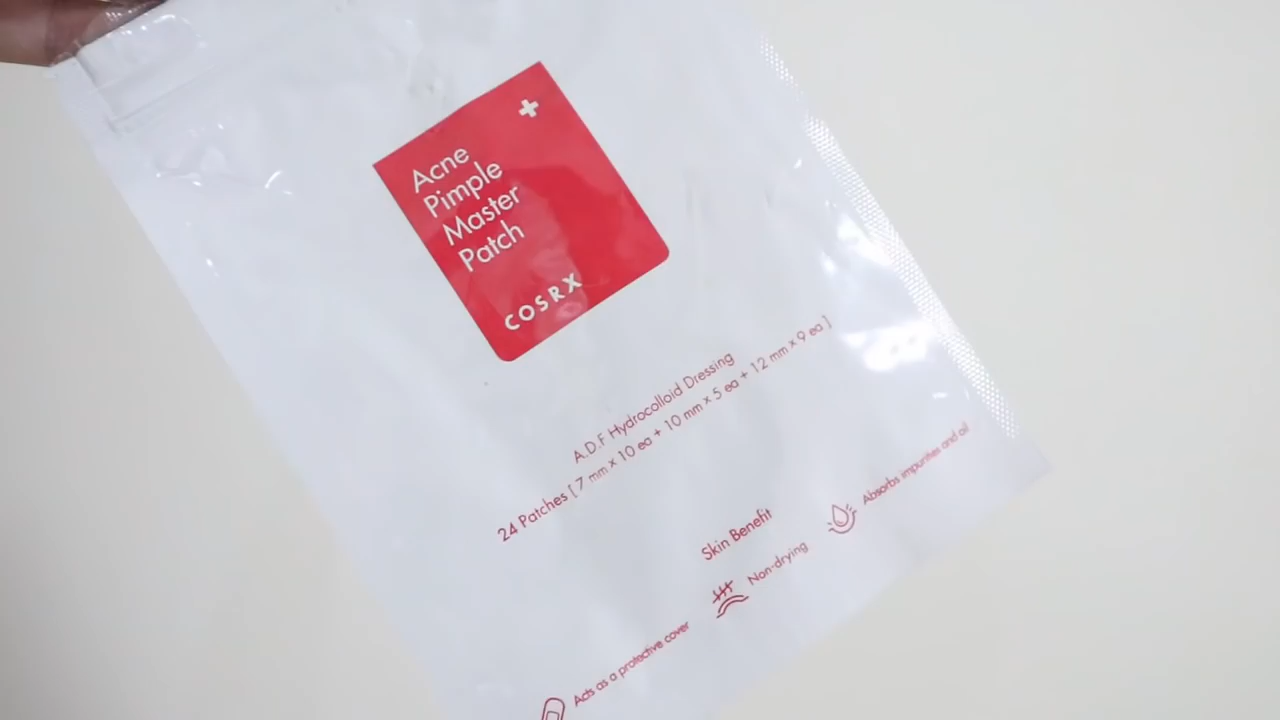 Acne
Pimple
Master
Patch
COSRX
A.D.F Hydrocolloid Dressing
24 Patches [ 7 mm × 10 ea + 10 mm × 5 ea + 12 mm × 9 ea ]
Skin Benefit
Acts as a protective cover
Non-drying
Absorbs impurities and oil